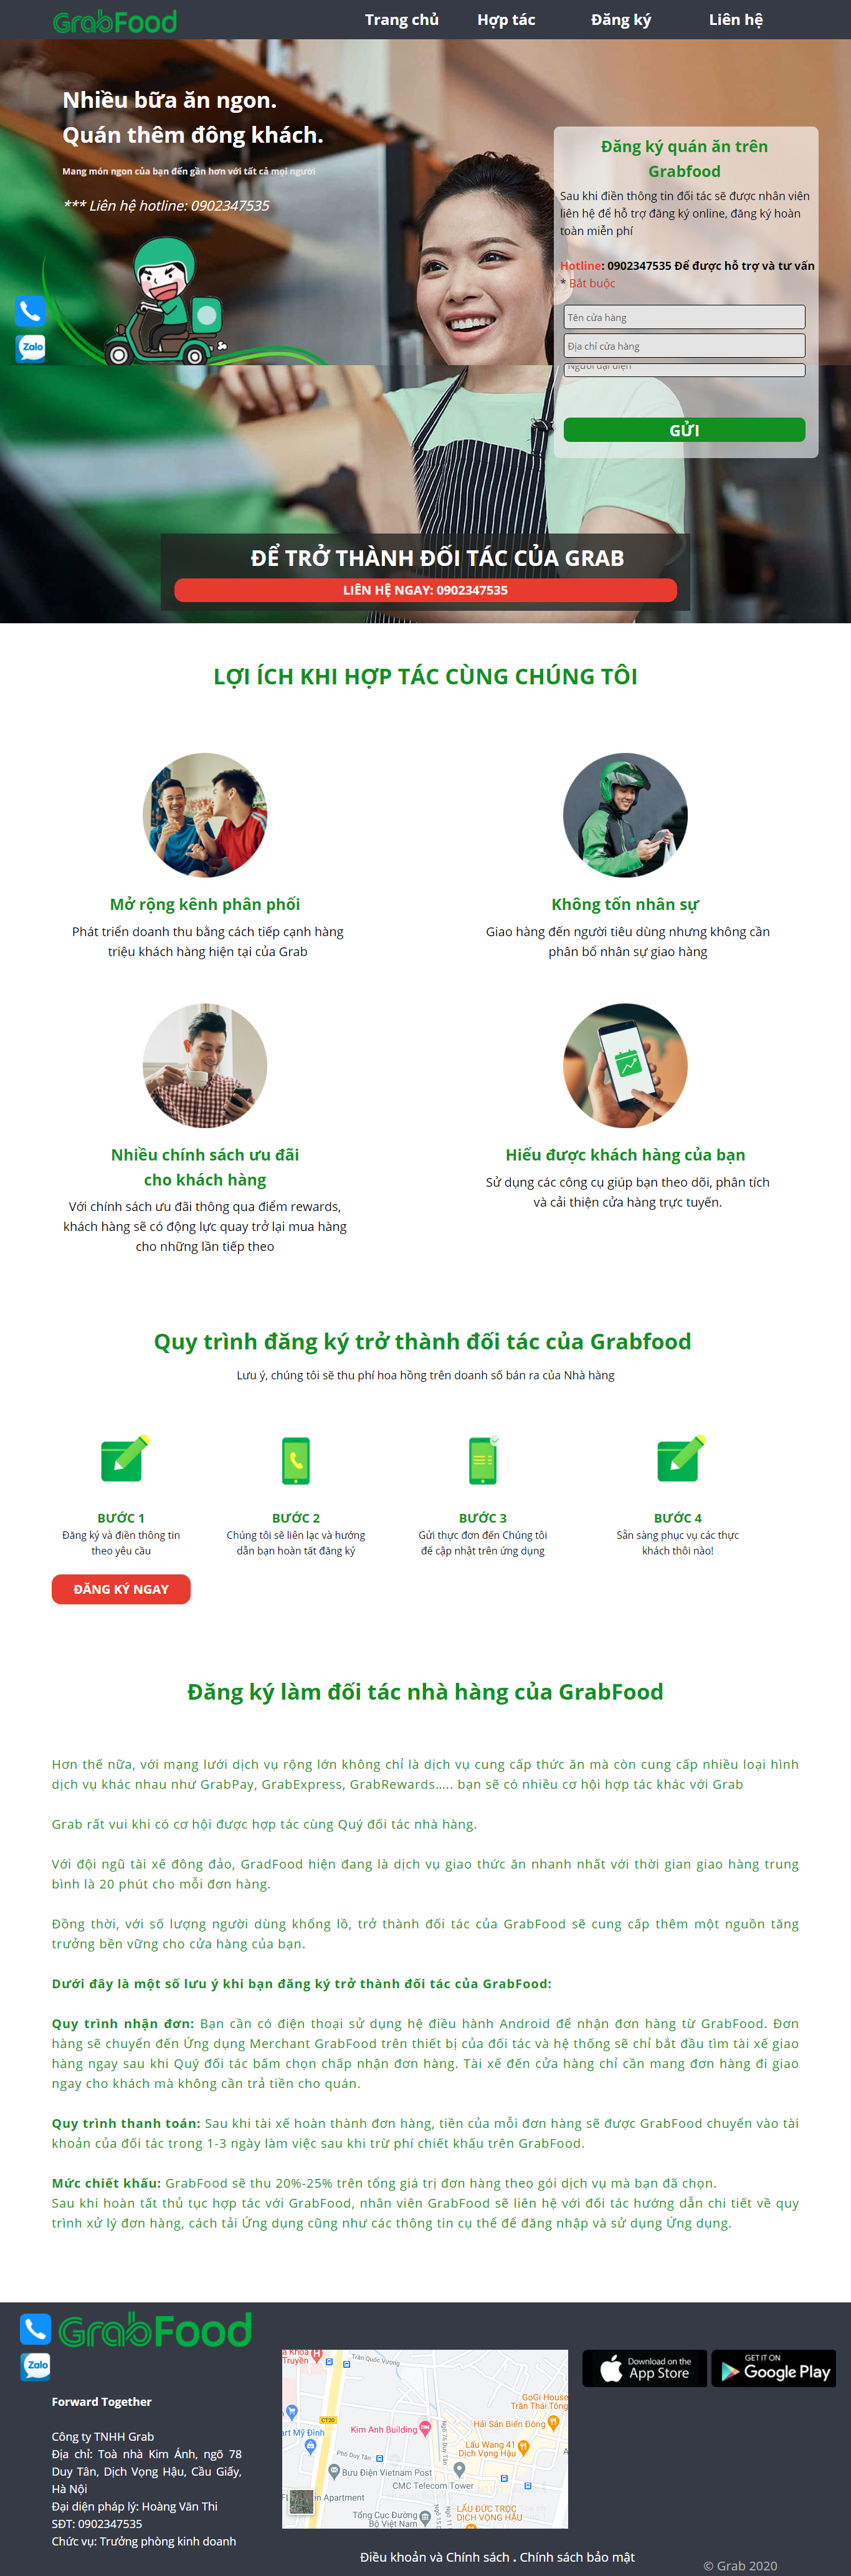 GrabFood
Trang chủ Hợp tác Đăng ký Liên hệ
Nhiều bữa ăn ngon.
Quán thêm đông khách.
Mang món ngon của bạn đến gần hơn với tất cả mọi người
*** Liên hệ hotline: 0902347535
Zalo
Đăng ký quán ăn trên
Grabfood
Sau khi điền thông tin đối tác sẽ được nhân viên
liên hệ để hỗ trợ đăng ký online, đăng ký hoàn
toàn miễn phí
Hotline: 0902347535 Để được hỗ trợ và tư vấn
* Bắt buộc
Tên cửa hàng
Địa chỉ cửa hàng
Người đại diện
GỬI
ĐỂ TRỞ THÀNH ĐỐI TÁC CỦA GRAB
LIÊN HỆ NGAY: 0902347535
LỢI ÍCH KHI HỢP TÁC CÙNG CHÚNG TÔI
Mở rộng kênh phân phối
Phát triển doanh thu bằng cách tiếp cạnh hàng
triệu khách hàng hiện tại của Grab
Không tốn nhân sự
Giao hàng đến người tiêu dùng nhưng không cần
phân bổ nhân sự giao hàng
Nhiều chính sách ưu đãi
cho khách hàng
Với chính sách ưu đãi thông qua điểm rewards,
khách hàng sẽ có động lực quay trở lại mua hàng
cho những lần tiếp theo
Hiểu được khách hàng của bạn
Sử dụng các công cụ giúp bạn theo dõi, phân tích
và cải thiện cửa hàng trực tuyến.
Quy trình đăng ký trở thành đối tác của Grabfood
Lưu ý, chúng tôi sẽ thu phí hoa hồng trên doanh số bán ra của Nhà hàng
BƯỚC 1
Đăng ký và điền thông tin
theo yêu cầu
BƯỚC 2
Chúng tôi sẽ liên lạc và hướng
dẫn bạn hoàn tất đăng ký
BƯỚC 3
Gửi thực đơn đến Chúng tôi
để cập nhật trên ứng dụng
BƯỚC 4
Sẵn sàng phục vụ các thực
khách thôi nào!
ĐĂNG KÝ NGAY
Đăng ký làm đối tác nhà hàng của GrabFood
Hơn thế nữa, với mạng lưới dịch vụ rộng lớn không chỉ là dịch vụ cung cấp thức ăn mà còn cung cấp nhiều loại hình
dịch vụ khác nhau như GrabPay, GrabExpress, GrabRewards..... bạn sẽ có nhiều cơ hội hợp tác khác với Grab
Grab rất vui khi có cơ hội được hợp tác cùng Quý đối tác nhà hàng.
Với đội ngũ tài xế đông đảo, GradFood hiện đang là dịch vụ giao thức ăn nhanh nhất với thời gian giao hàng trung
bình là 20 phút cho mỗi đơn hàng.
Đồng thời, với số lượng người dùng khổng lồ, trở thành đối tác của GrabFood sẽ cung cấp thêm một nguồn tăng
trưởng bền vững cho cửa hàng của bạn.
Dưới đây là một số lưu ý khi bạn đăng ký trở thành đối tác của GrabFood:
Quy trình nhận đơn: Bạn cần có điện thoại sử dụng hệ điều hành Android để nhận đơn hàng từ GrabFood. Đơn
hàng sẽ chuyển đến Ứng dụng Merchant GrabFood trên thiết bị của đối tác và hệ thống sẽ chỉ bắt đầu tìm tài xế giao
hàng ngay sau khi Quý đối tác bấm chọn chấp nhận đơn hàng. Tài xế đến cửa hàng chỉ cần mang đơn hàng đi giao
ngay cho khách mà không cần trả tiền cho quán.
Quy trình thanh toán: Sau khi tài xế hoàn thành đơn hàng, tiền của mỗi đơn hàng sẽ được GrabFood chuyển vào tài
khoản của đối tác trong 1-3 ngày làm việc sau khi trừ phí chiết khấu trên GrabFood.
Mức chiết khấu: GrabFood sẽ thu 20%-25% trên tổng giá trị đơn hàng theo gói dịch vụ mà bạn đã chọn.
Sau khi hoàn tất thủ tục hợp tác với GrabFood, nhân viên GrabFood sẽ liên hệ với đối tác hướng dẫn chi tiết về quy
trình xử lý đơn hàng, cách tải Ứng dụng cũng như các thông tin cụ thể để đăng nhập và sử dụng Ứng dụng.
GrabFood
Zalo
Forward Together
Công ty TNHH Grab
Địa chỉ: Toà nhà Kim Ánh, ngõ 78
Duy Tân, Dịch Vọng Hậu, Cầu Giấy,
Hà Nội
Đại diện pháp lý: Hoàng Văn Thi
SĐT: 0902347535
Chức vụ: Trưởng phòng kinh doanh
a Khoa
Truyền
Trần Quốc Vượng
GoGi House
Trần Thái Tông
CT20
art Mỹ Đình
Kim Anh Building
Hải Sản Biển Đông
Ngõ 76 Duy Tân
Lẩu Wang 41
Dịch Vọng Hậu
Phố Duy Tân
Bưu Điện Vietnam Post
CMC Telecom Tower
Apartment
Tổng Cục Đường
Bộ Việt Nam
LẨU ĐỨC TRỌC
DỊCH VỌNG HẬU
Download on the
App Store
GET IT ON
Google Play
Điều khoản và Chính sách . Chính sách bảo mật
© Grab 2020